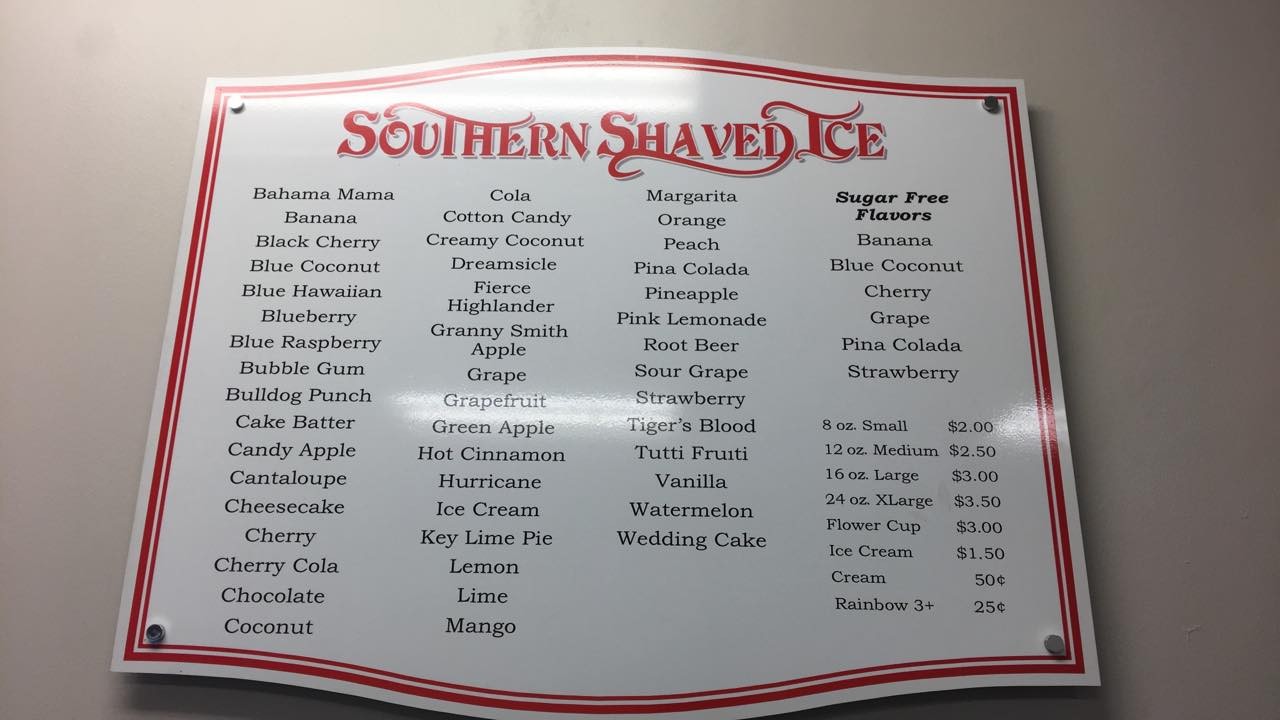 Southern Shaved Ice
Bahama Mama
Banana
Black Cherry
Blue Coconut
Blue Hawaiian
Blueberry
Blue Raspberry
Bubble Gum
Bulldog Punch
Cake Batter
Candy Apple
Cantaloupe
Cheesecake
Cherry
Cherry Cola
Chocolate
Coconut
Cola
Cotton Candy
Creamy Coconut
Dreamsicle
Fierce
Highlander
Granny Smith
Apple
Grape
Grapefruit
Green Apple
Hot Cinnamon
Hurricane
Ice Cream
Key Lime Pie
Lemon
Lime
Mango
Margarita
Orange
Peach
Pina Colada
Pineapple
Pink Lemonade
Root Beer
Sour Grape
Strawberry
Tiger's Blood
Tutti Fruiti
Vanilla
Watermelon
Wedding Cake
Sugar Free
Flavors
Banana
Blue Coconut
Cherry
Grape
Pina Colada
Strawberry
8 oz. Small $2.00
12 oz. Medium $2.50
16 oz. Large $3.00
24 oz. XLarge $3.50
Flower Cup $3.00
Ice Cream $1.50
Cream 50¢
Rainbow 3+ 25¢